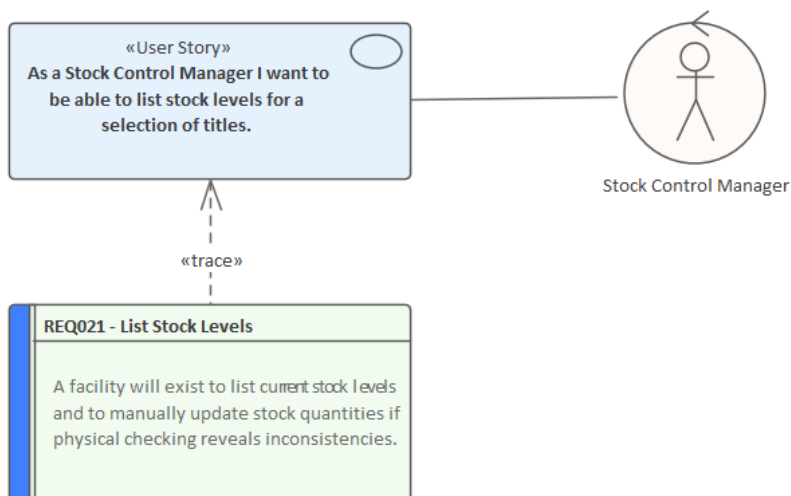 «User Story»
As a Stock Control Manager I want to
be able to list stock levels for a
selection of titles.
Stock Control Manager
«trace»
REQ021 - List Stock Levels
A facility will exist to list current stock levels
and to manually update stock quantities if
physical checking reveals inconsistencies.